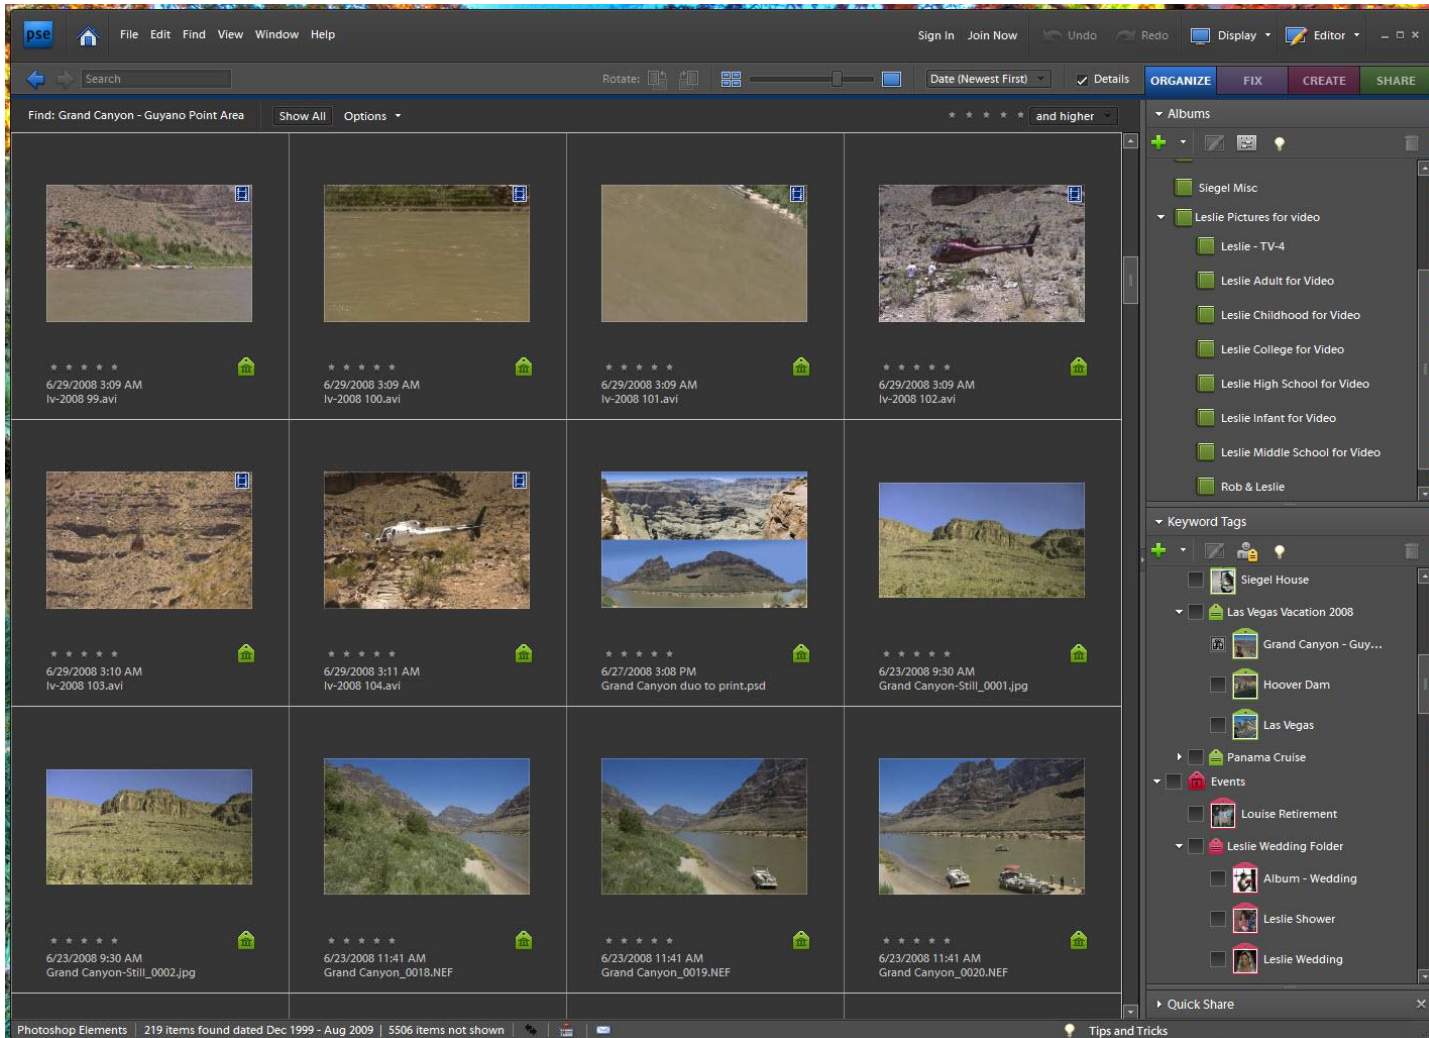 pse File Edit Find View Window Help Sign In Join Now Undo Redo Display Editor
Search Rotate: Date (Newest First) Details ORGANIZE FIX CREATE SHARE
Find: Grand Canyon - Guyano Point Area Show All Options and higher
Albums
Siegel Misc
Leslie Pictures for video
Leslie - TV-4
Leslie Adult for Video
Leslie Childhood for Video
Leslie College for Video
Leslie High School for Video
Leslie Infant for Video
Leslie Middle School for Video
Rob & Leslie
6/29/2008 3:09 AM 6/29/2008 3:09 AM 6/29/2008 3:09 AM 6/29/2008 3:09 AM
lv-2008 99.avi lv-2008 100.avi lv-2008 101.avi lv-2008 102.avi
6/29/2008 3:10 AM 6/29/2008 3:11 AM 6/27/2008 3:08 PM 6/23/2008 9:30 AM
lv-2008 103.avi lv-2008 104.avi Grand Canyon duo to print.psd Grand Canyon-Still_0001.jpg
6/23/2008 9:30 AM 6/23/2008 11:41 AM 6/23/2008 11:41 AM 6/23/2008 11:41 AM
Grand Canyon-Still_0002.jpg Grand Canyon_0018.NEF Grand Canyon_0019.NEF Grand Canyon_0020.NEF
Keyword Tags
Siegel House
Las Vegas Vacation 2008
Grand Canyon - Guy...
Hoover Dam
Las Vegas
Panama Cruise
Events
Louise Retirement
Leslie Wedding Folder
Album - Wedding
Leslie Shower
Leslie Wedding
Quick Share
Photoshop Elements 219 items found dated Dec 1999 - Aug 2009 5506 items not shown Tips and Tricks